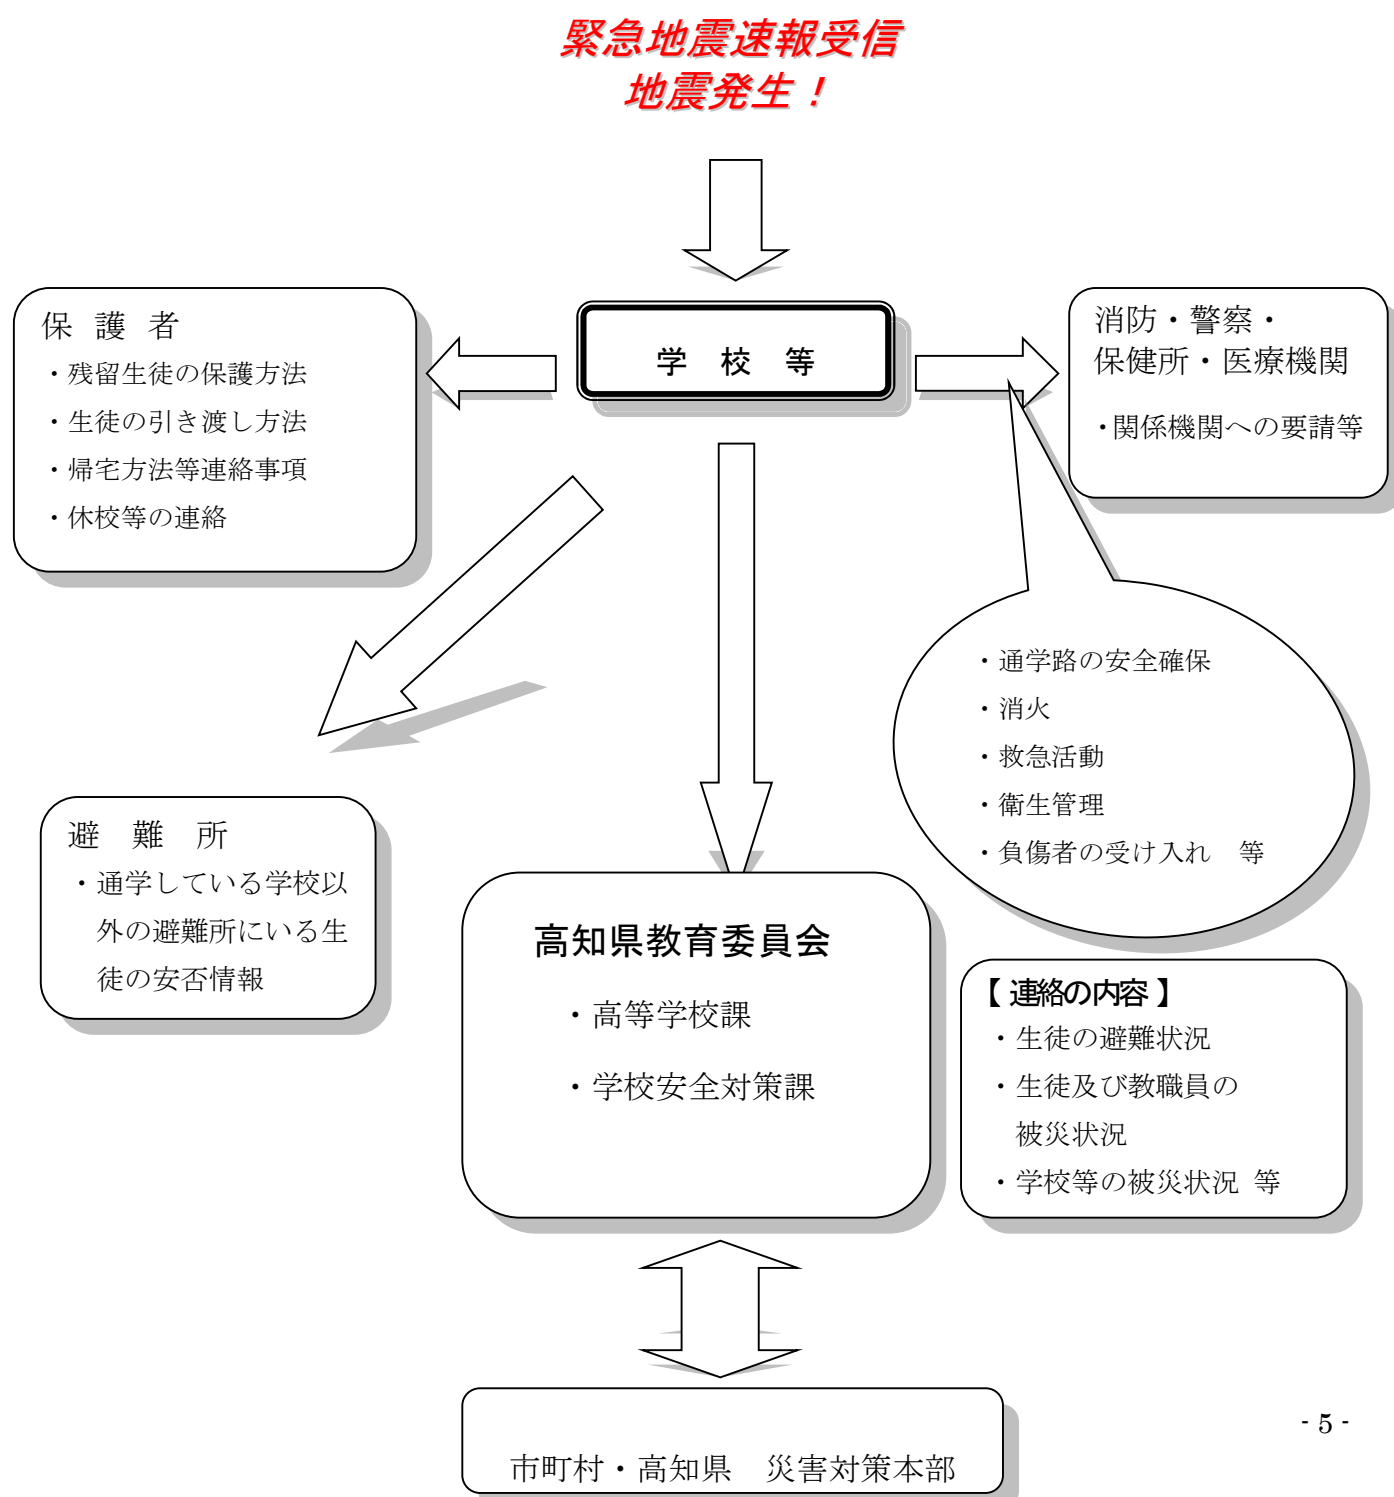 緊急地震速報受信
地震発生！
学　校　等
保　護　者
・残留生徒の保護方法
・生徒の引き渡し方法
・帰宅方法等連絡事項
・休校等の連絡
消防・警察・
保健所・医療機関
・関係機関への要請等
・通学路の安全確保
・消火
・救急活動
・衛生管理
・負傷者の受け入れ　等
避　難　所
・通学している学校以
外の避難所にいる生
徒の安否情報
高知県教育委員会
・高等学校課
・学校安全対策課
【連絡の内容】
・生徒の避難状況
・生徒及び教職員の
被災状況
・学校等の被災状況 等
市町村・高知県　災害対策本部
- 5 -